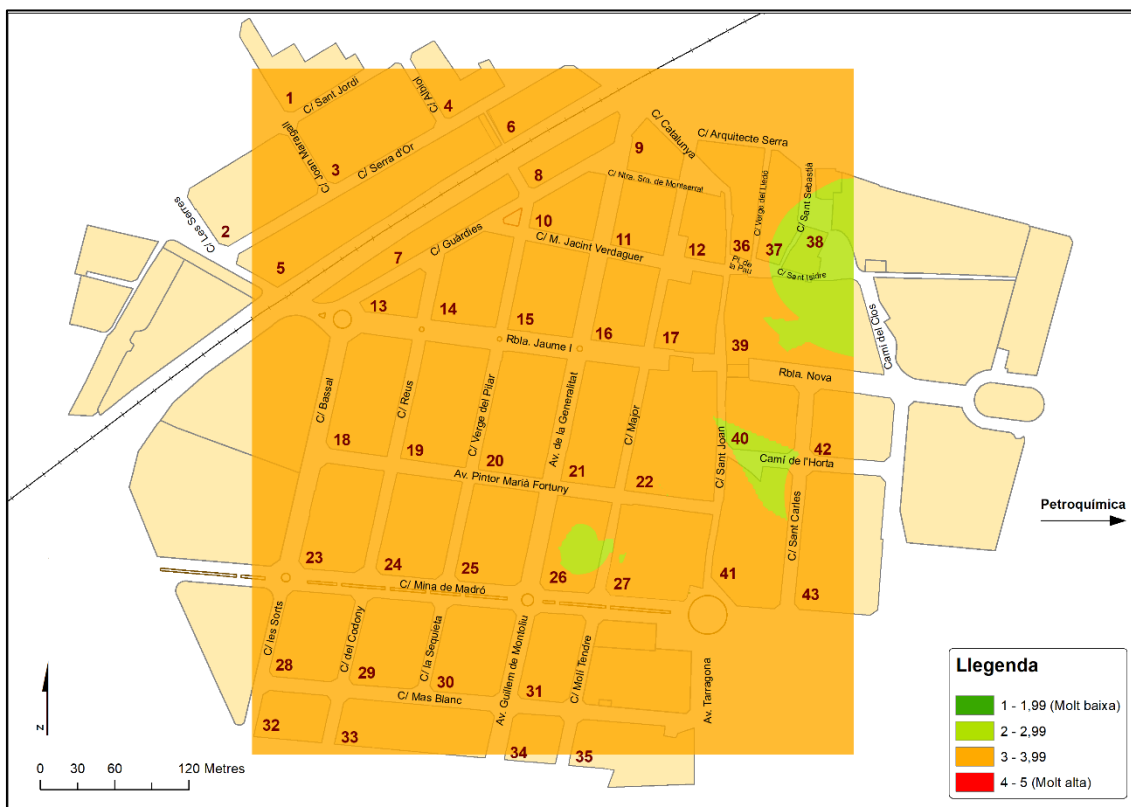 1
C/ Sant Jordi
C/ Albiol
4
6
C/ Joan Maragall
3
C/ Serra d'Or
2
C/ Les Serres
5
9
C/ Catalunya
C/ Arquitecte Serra
8
C/ Ntra. Sra. de Montserrat
C/ Verge del Lledó
C/ Sant Sebastià
7
C/ Guàrdies
10
C/ M. Jacint Verdaguer
11
12
36
37
38
Pl. de
la Pau
C/ Sant Isidre
Camí del Clos
13
14
15
16
17
39
Rbla. Jaume I
Rbla. Nova
C/ Bassal
C/ Reus
C/ Verge del Pilar
Av. de la Generalitat
C/ Major
C/ Sant Joan
18
19
20
21
22
40
42
Camí de l'Horta
Av. Pintor Marià Fortuny
C/ Sant Carles
Petroquímica
23
24
25
26
27
41
43
C/ Mina de Madró
C/ les Sorts
C/ del Codony
C/ la Sequieta
Av. Guillem de Montoliu
C/ Molí Tendre
Av. Tarragona
28
29
30
31
C/ Mas Blanc
32
33
34
35
N
0 30 60 120 Metres
Llegenda
1 - 1,99 (Molt baixa)
2 - 2,99
3 - 3,99
4 - 5 (Molt alta)